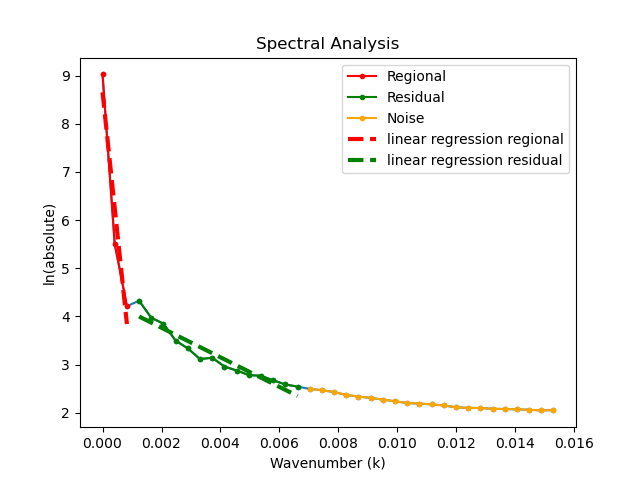 Spectral Analysis
Regional
Residual
Noise
linear regression regional
linear regression residual
ln(absolute)
9
8
7
6
5
4
3
2
0.000 0.002 0.004 0.006 0.008 0.010 0.012 0.014 0.016
Wavenumber (k)